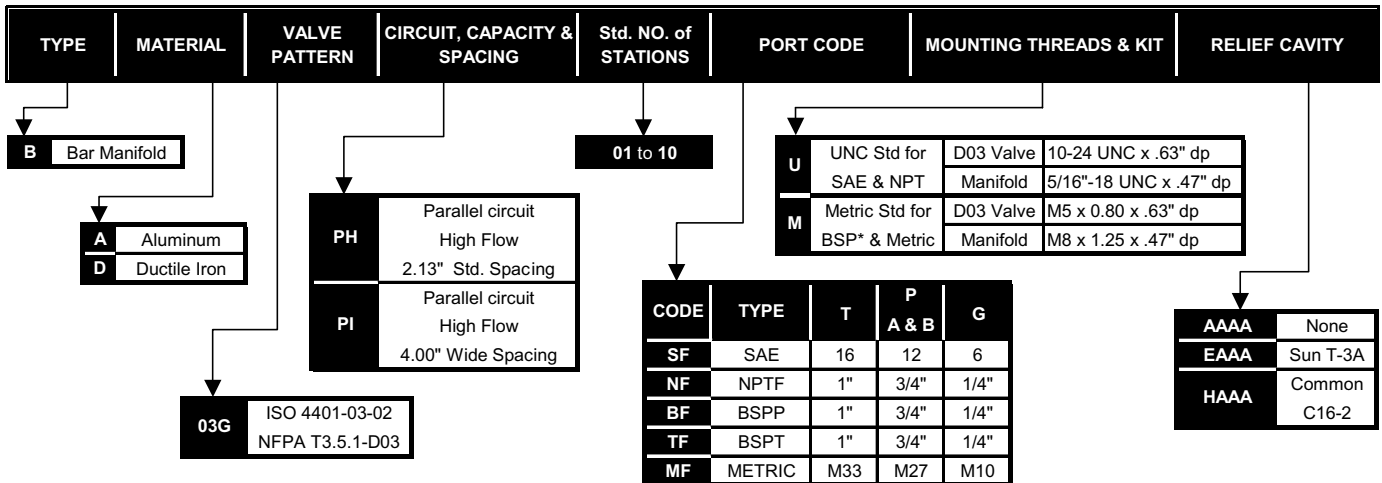 TYPE
MATERIAL
VALVE
PATTERN
CIRCUIT, CAPACITY &
SPACING
Std. NO. of
STATIONS
PORT CODE
MOUNTING THREADS & KIT
RELIEF CAVITY
B Bar Manifold
A Aluminum
D Ductile Iron
03G
ISO 4401-03-02
NFPA T3.5.1-D03
PH
Parallel circuit
High Flow
2.13" Std. Spacing
PI
Parallel circuit
High Flow
4.00" Wide Spacing
01 to 10
CODE TYPE T P A & B G
SF SAE 16 12 6
NF NPTF 1" 3/4" 1/4"
BF BSPP 1" 3/4" 1/4"
TF BSPT 1" 3/4" 1/4"
MF METRIC M33 M27 M10
U
UNC Std for D03 Valve 10-24 UNC x .63" dp
SAE & NPT Manifold 5/16"-18 UNC x .47" dp
M
Metric Std for D03 Valve M5 x 0.80 x .63" dp
BSP* & Metric Manifold M8 x 1.25 x .47" dp
AAAA None
EAAA Sun T-3A
HAAA
Common
C16-2